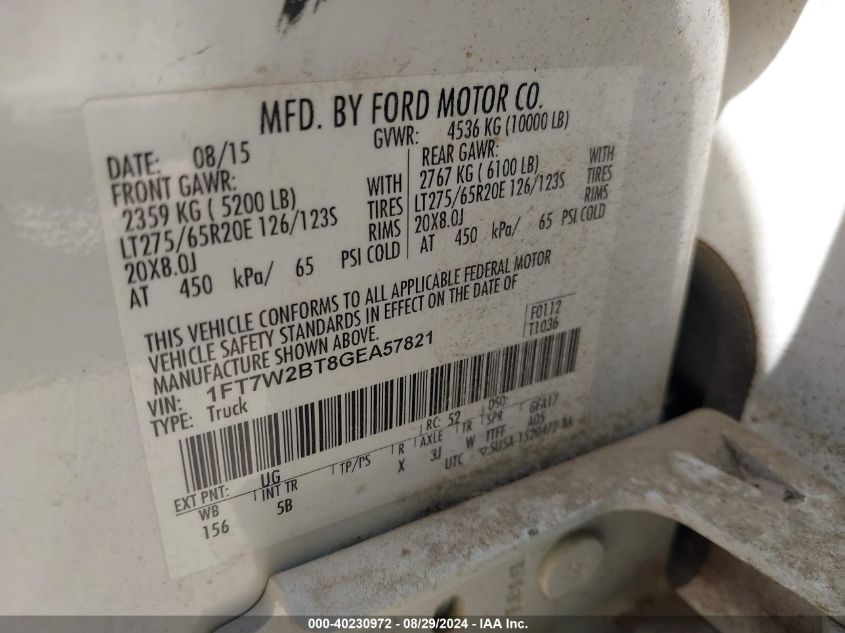 MFD. BY FORD MOTOR CO.
DATE: 08/15
GVWR: 4536 KG (10000 LB)
FRONT GAWR:
2359 KG ( 5200 LB) WITH
LT275/65R20E 126/123S TIRES
20X8.0J RIMS
AT 450 kPa/ 65 PSI COLD
REAR GAWR:
2767 KG ( 6100 LB) WITH
LT275/65R20E 126/123S TIRES
20X8.0J RIMS
AT 450 kPa/ 65 PSI COLD
THIS VEHICLE CONFORMS TO ALL APPLICABLE FEDERAL MOTOR
VEHICLE SAFETY STANDARDS IN EFFECT ON THE DATE OF
MANUFACTURE SHOWN ABOVE.
F0112
T1036
VIN: 1FT7W2BT8GEA57821
TYPE: Truck
EXT PNT: UG RC: 52 DSO:
WB INT TR TP/PS R AXLE TR SPR GFA17
156 5B X 3J W TTFF A05
UTC
000-40230972 - 08/29/2024 - IAA Inc.